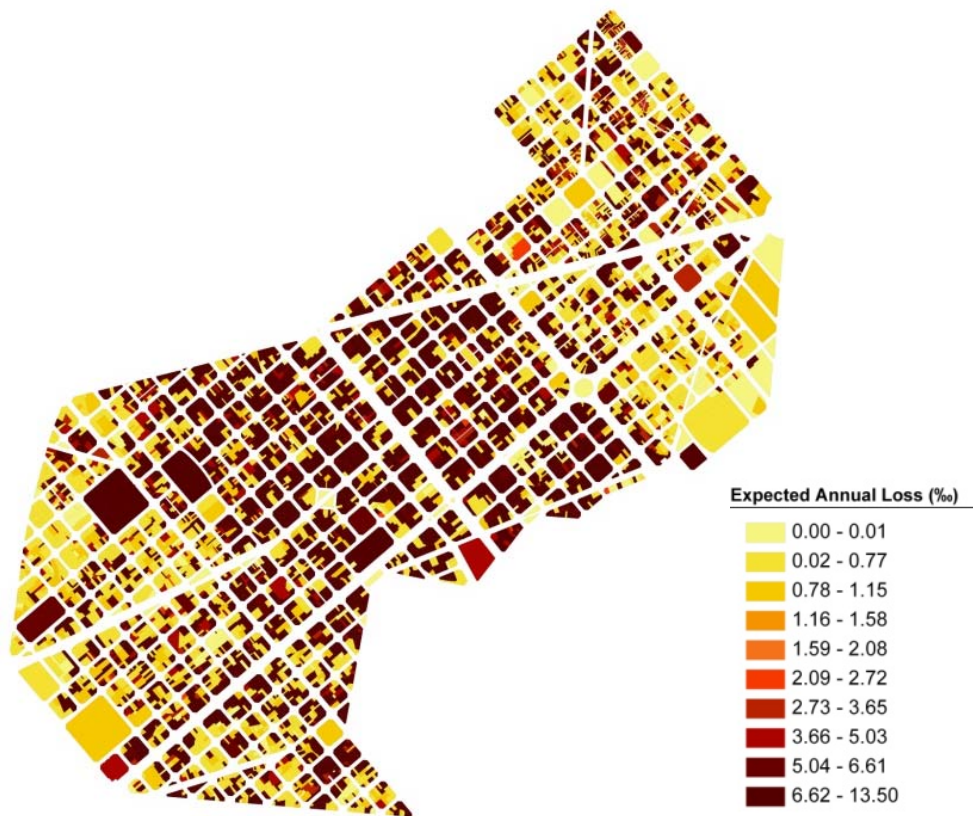 Expected Annual Loss (‰)
0.00 - 0.01
0.02 - 0.77
0.78 - 1.15
1.16 - 1.58
1.59 - 2.08
2.09 - 2.72
2.73 - 3.65
3.66 - 5.03
5.04 - 6.61
6.62 - 13.50